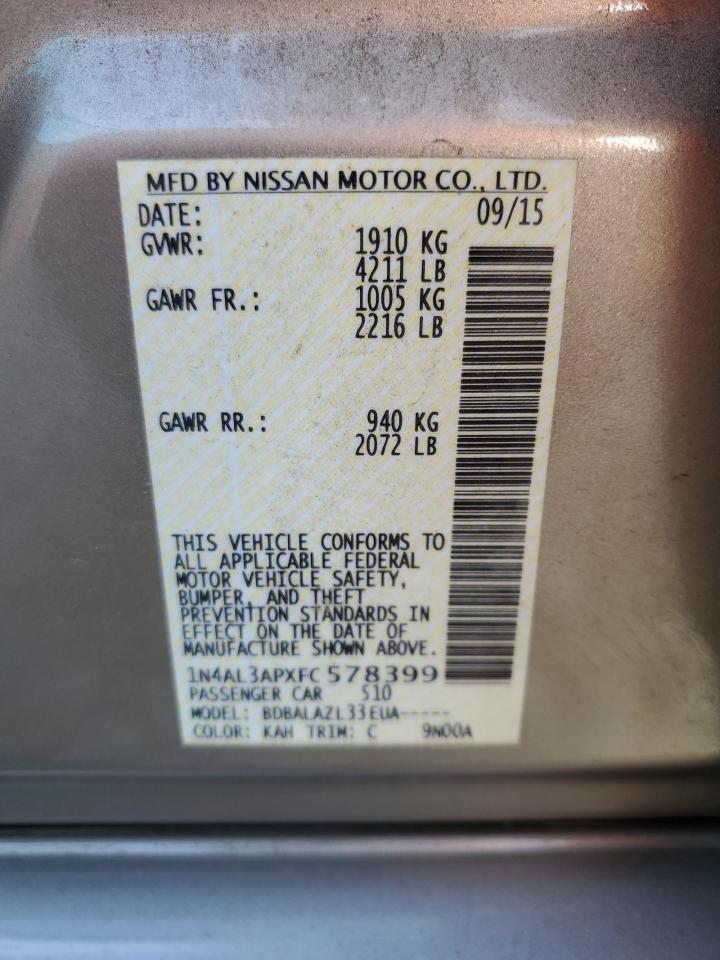 MFD BY NISSAN MOTOR CO., LTD.
DATE: 09/15
GVWR: 1910 KG
4211 LB
GAWR FR.: 1005 KG
2216 LB
GAWR RR.: 940 KG
2072 LB
THIS VEHICLE CONFORMS TO
ALL APPLICABLE FEDERAL
MOTOR VEHICLE SAFETY,
BUMPER, AND THEFT
PREVENTION STANDARDS IN
EFFECT ON THE DATE OF
MANUFACTURE SHOWN ABOVE.
1N4AL3APXFC578399
PASSENGER CAR 510
MODEL: BDBALAZL33EUA-----
COLOR: KAH TRIM: C 9N00A